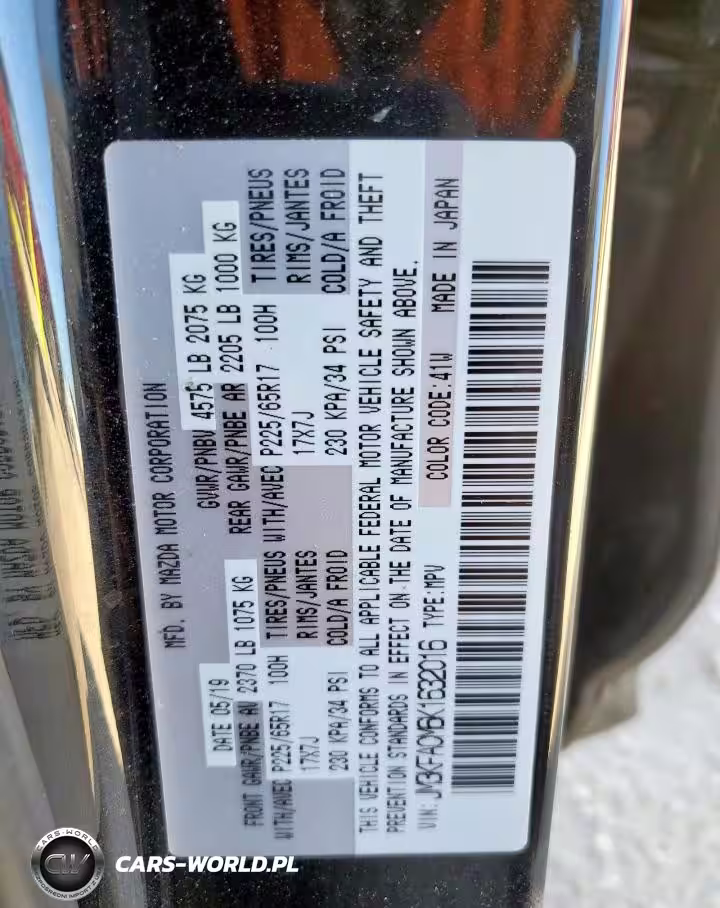 MFD. BY MAZDA MOTOR CORPORATION
DATE 05/19 GVWR/PNBV 4575 LB 2075 KG
FRONT GAWR/PNBE AV 2370 LB 1075 KG REAR GAWR/PNBE AR 2205 LB 1000 KG
WITH/AVEC P225/65R17 100H TIRES/PNEUS WITH/AVEC P225/65R17 100H TIRES/PNEUS
17X7J RIMS/JANTES 17X7J RIMS/JANTES
230 KPA/34 PSI COLD/A FROID 230 KPA/34 PSI COLD/A FROID
THIS VEHICLE CONFORMS TO ALL APPLICABLE FEDERAL MOTOR VEHICLE SAFETY AND THEFT
PREVENTION STANDARDS IN EFFECT ON THE DATE OF MANUFACTURE SHOWN ABOVE.
VIN: JM3KFACM8K1632016 TYPE:MPV COLOR CODE:41W MADE IN JAPAN
CARS-WORLD
CW
CARS-WORLD.PL